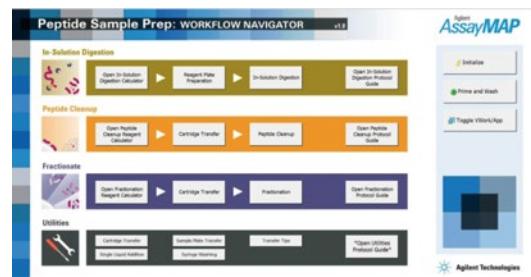 Peptide Sample Prep: WORKFLOW NAVIGATOR v1.0
Agilent
AssayMAP
In-Solution Digestion
Open In-Solution
Digestion Calculator
Reagent Plate
Preparation
In-Solution Digestion
Open In-Solution
Digestion Protocol
Guide
Peptide Cleanup
Open Peptide
Cleanup Reagent
Calculator
Cartridge Transfer
Peptide Cleanup
Open Peptide
Cleanup Protocol
Guide
Fractionate
Open Fractionation
Reagent Calculator
Cartridge Transfer
Fractionation
Open Fractionation
Protocol Guide
Utilities
Cartridge Transfer
Sample Plate Transfer
Transfer Tips
Single Liquid Addition
Syringe Washing
"Open Utilities
Protocol Guide"
Initialize
Prime and Wash
Toggle VWork/App
Agilent Technologies